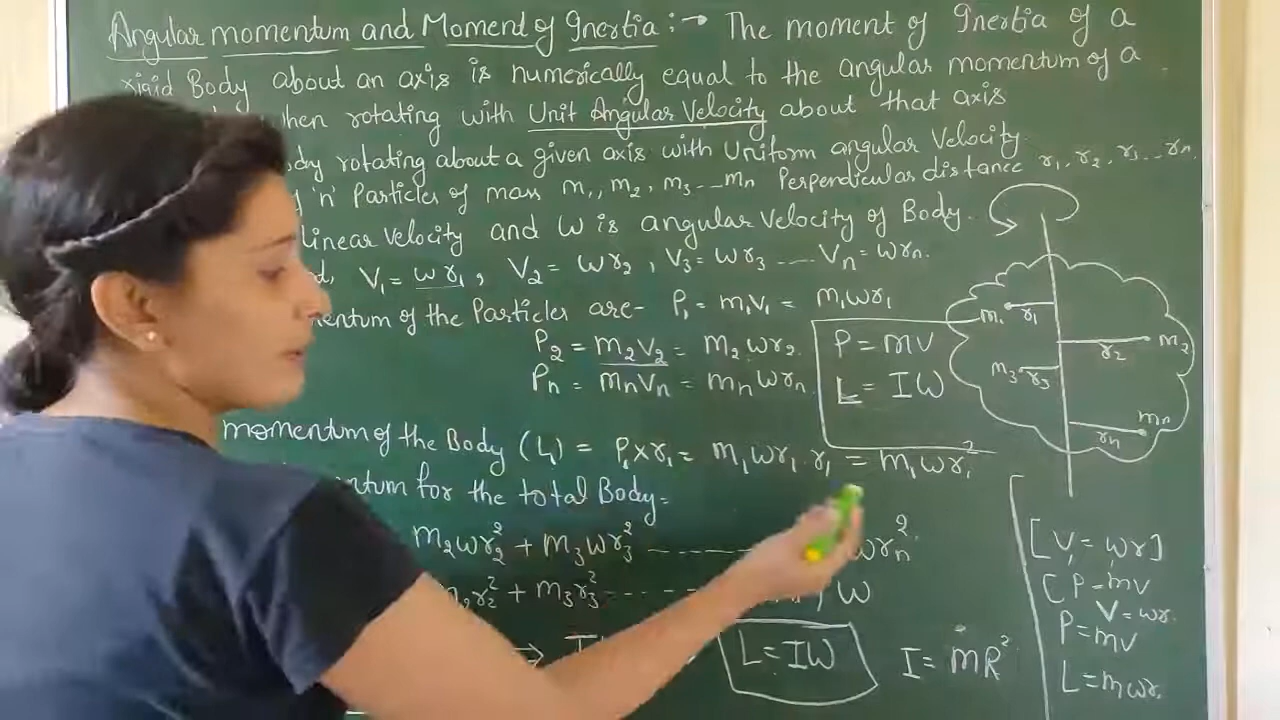 Angular momentum and Moment of Inertia :→ The moment of Inertia of a
rigid Body about an axis is numerically equal to the angular momentum of a
when rotating with Unit Angular Velocity about that axis
rotating about a given axis with Uniform angular Velocity
'n' Particles of mass m₁, m₂, m₃ --- mn Perpendicular distance r₁, r₂, r₃ -- rn
linear velocity and ω is angular Velocity of Body.
V₁ = ωr₁, V₂ = ωr₂, V₃ = ωr₃ ---- Vn = ωrn.
of the Particles are- P₁ = m₁V₁ = m₁ωr₁
P₂ = m₂V₂ = m₂ωr₂
Pn = mnVn = mnωrn
P = mV
L = Iω
m₁ r₁
r₂ m₂
m₃ r₃
mn
rn
momentum of the Body (L₁) = P₁×r₁ = m₁ωr₁ . r₁ = m₁ωr₁²
for the total Body=
m₂ωr₂² + m₃ωr₃² -------- ωrn²
r₂² + m₃r₃² ----- ω
L = Iω I = mR²
[V₁ = ωr]
[P = mv
V = ωr.
P = mv
L = mωr.